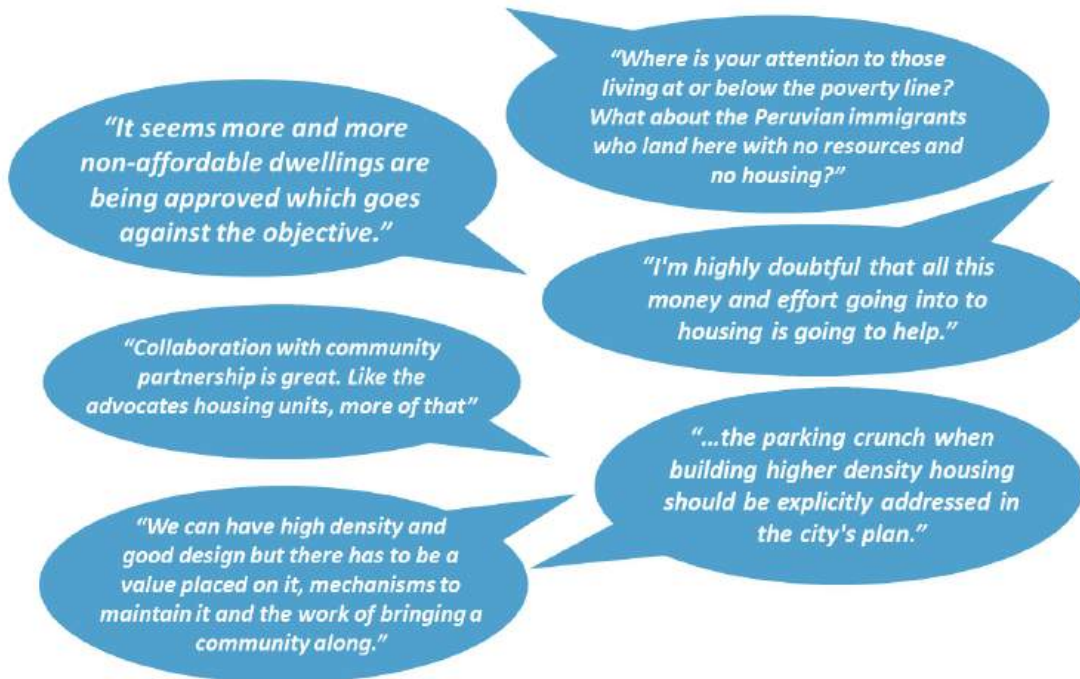 “It seems more and more
non-affordable dwellings are
being approved which goes
against the objective.”
“Where is your attention to those
living at or below the poverty line?
What about the Peruvian immigrants
who land here with no resources and
no housing?”
“I'm highly doubtful that all this
money and effort going into to
housing is going to help.”
“Collaboration with community
partnership is great. Like the
advocates housing units, more of that”
“...the parking crunch when
building higher density housing
should be explicitly addressed in
the city's plan.”
“We can have high density and
good design but there has to be a
value placed on it, mechanisms to
maintain it and the work of bringing a
community along.”